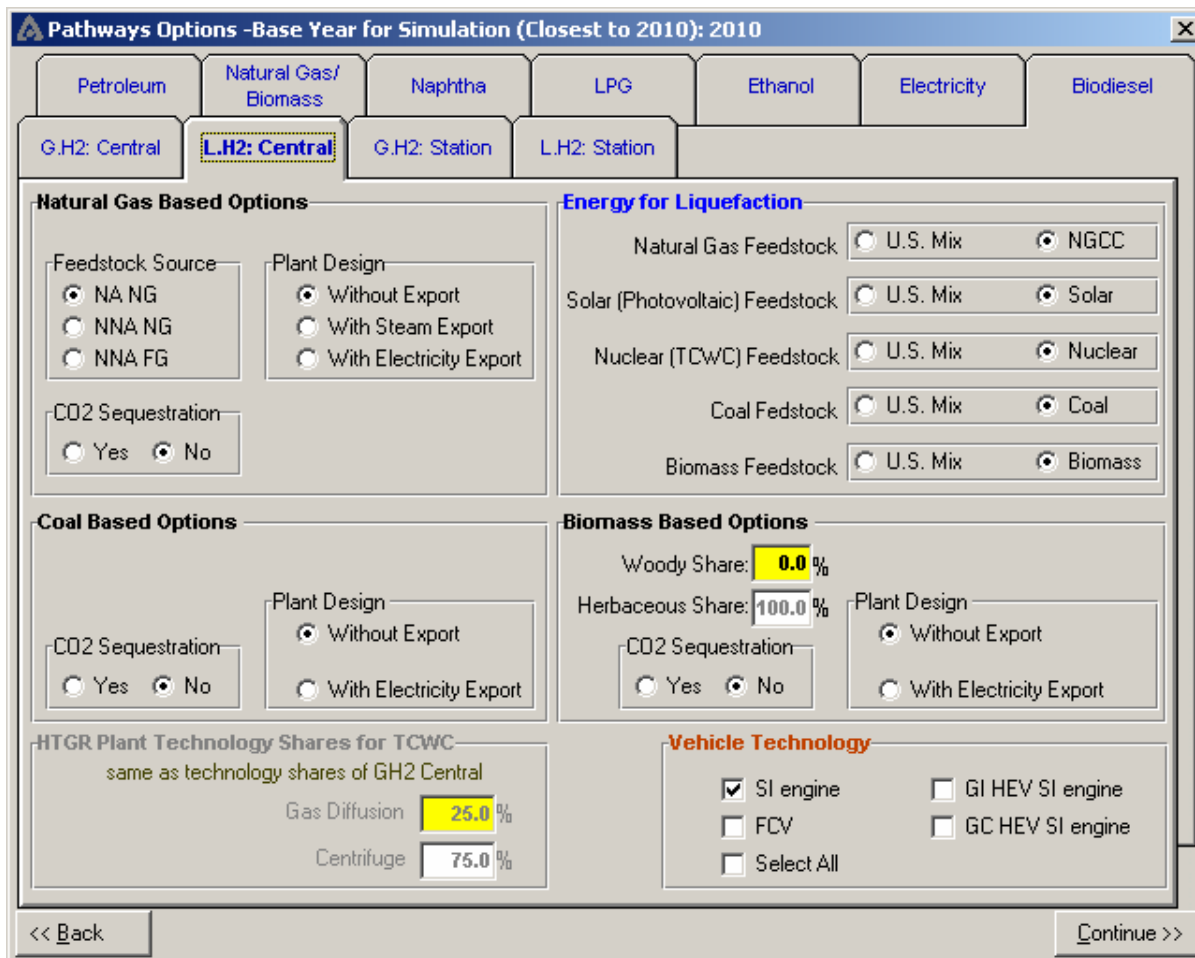 Pathways Options -Base Year for Simulation (Closest to 2010): 2010
Petroleum
Natural Gas/
Biomass
Naphtha
LPG
Ethanol
Electricity
Biodiesel
G.H2: Central
L.H2: Central
G.H2: Station
L.H2: Station
Natural Gas Based Options
Feedstock Source
NA NG
NNA NG
NNA FG
Plant Design
Without Export
With Steam Export
With Electricity Export
CO2 Sequestration
Yes No
Energy for Liquefaction
Natural Gas Feedstock U.S. Mix NGCC
Solar (Photovoltaic) Feedstock U.S. Mix Solar
Nuclear (TCWC) Feedstock U.S. Mix Nuclear
Coal Fedstock U.S. Mix Coal
Biomass Feedstock U.S. Mix Biomass
Coal Based Options
CO2 Sequestration
Yes No
Plant Design
Without Export
With Electricity Export
Biomass Based Options
Woody Share: 0.0 %
Herbaceous Share: 100.0 %
CO2 Sequestration
Yes No
Plant Design
Without Export
With Electricity Export
HTGR Plant Technology Shares for TCWC
same as technology shares of GH2 Central
Gas Diffusion 25.0 %
Centrifuge 75.0 %
Vehicle Technology
SI engine
FCV
Select All
GI HEV SI engine
GC HEV SI engine
<< Back
Continue >>